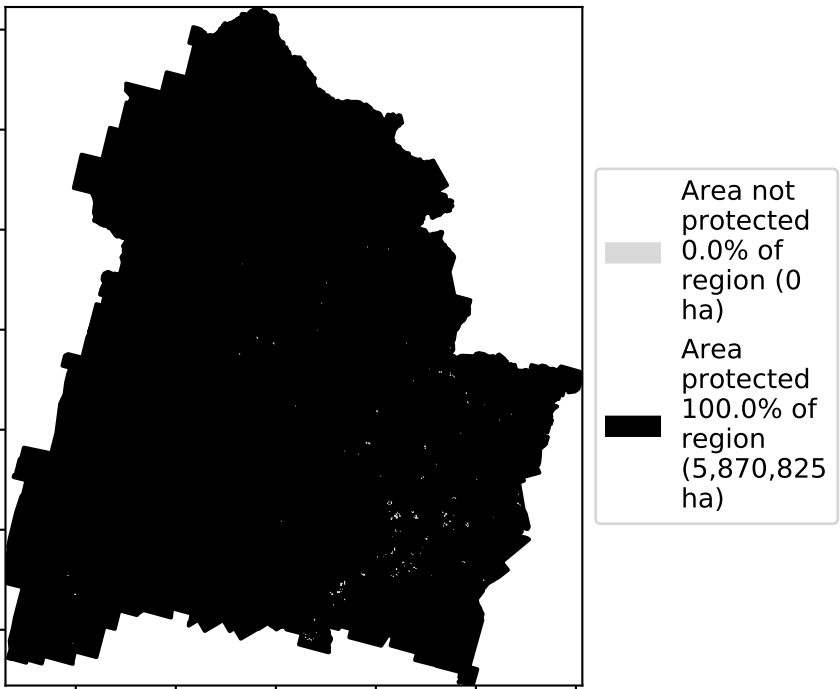 Area not
protected
0.0% of
region (0
ha)
Area
protected
100.0% of
region
(5,870,825
ha)